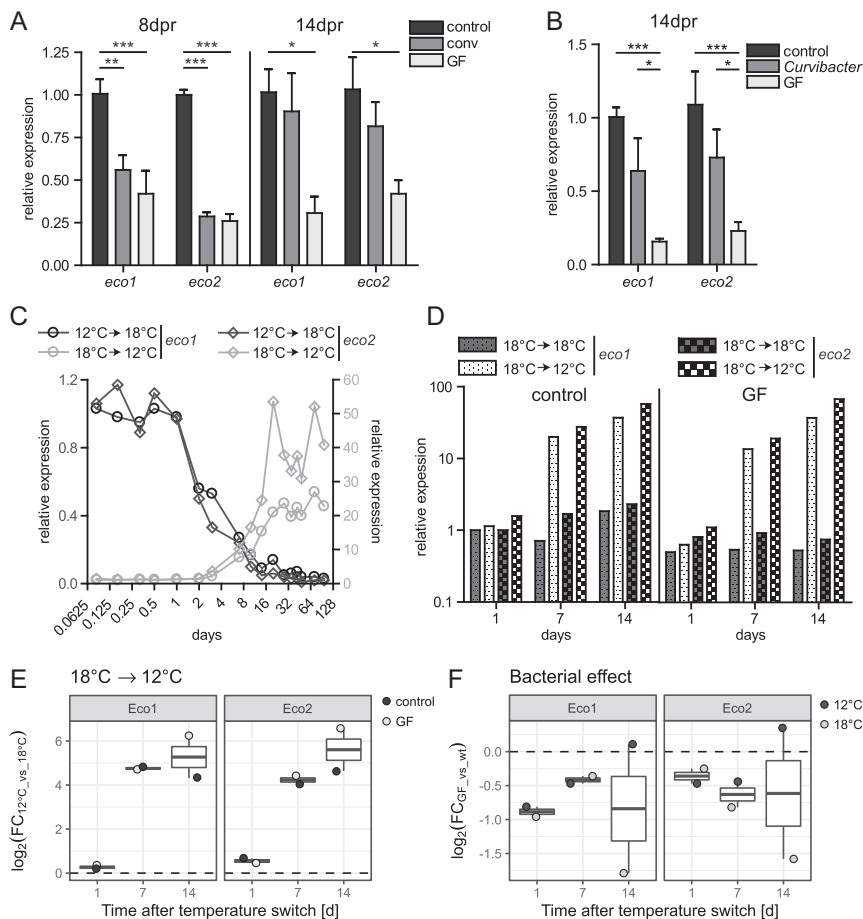 A
8dpr
14dpr
control
conv
GF
***
**
***
***
*
*
relative expression
1.25
1.00
0.75
0.50
0.25
0.00
eco1
eco2
eco1
eco2
B
14dpr
control
Curvibacter
GF
***
*
***
*
relative expression
1.5
1.0
0.5
0.0
eco1
eco2
C
12°C→18°C
18°C→12°C
eco1
12°C→18°C
18°C→12°C
eco2
relative expression
1.2
0.8
0.4
0.0
60
50
40
30
20
10
0
relative expression
0.0625
0.125
0.25
0.5
1
2
4
8
16
32
64
128
days
D
18°C→18°C
18°C→12°C
eco1
18°C→18°C
18°C→12°C
eco2
control
GF
relative expession
100
10
1
0.1
1
7
14
1
7
14
days
days
E
18°C → 12°C
Eco1
Eco2
control
GF
log2(FC12°C_vs_18°C)
6
4
2
0
1
7
14
1
7
14
Time after temperature switch [d]
F
Bacterial effect
Eco1
Eco2
12°C
18°C
log2(FCGF_vs_wt)
0.0
-0.5
-1.0
-1.5
1
7
14
1
7
14
Time after temperature switch [d]